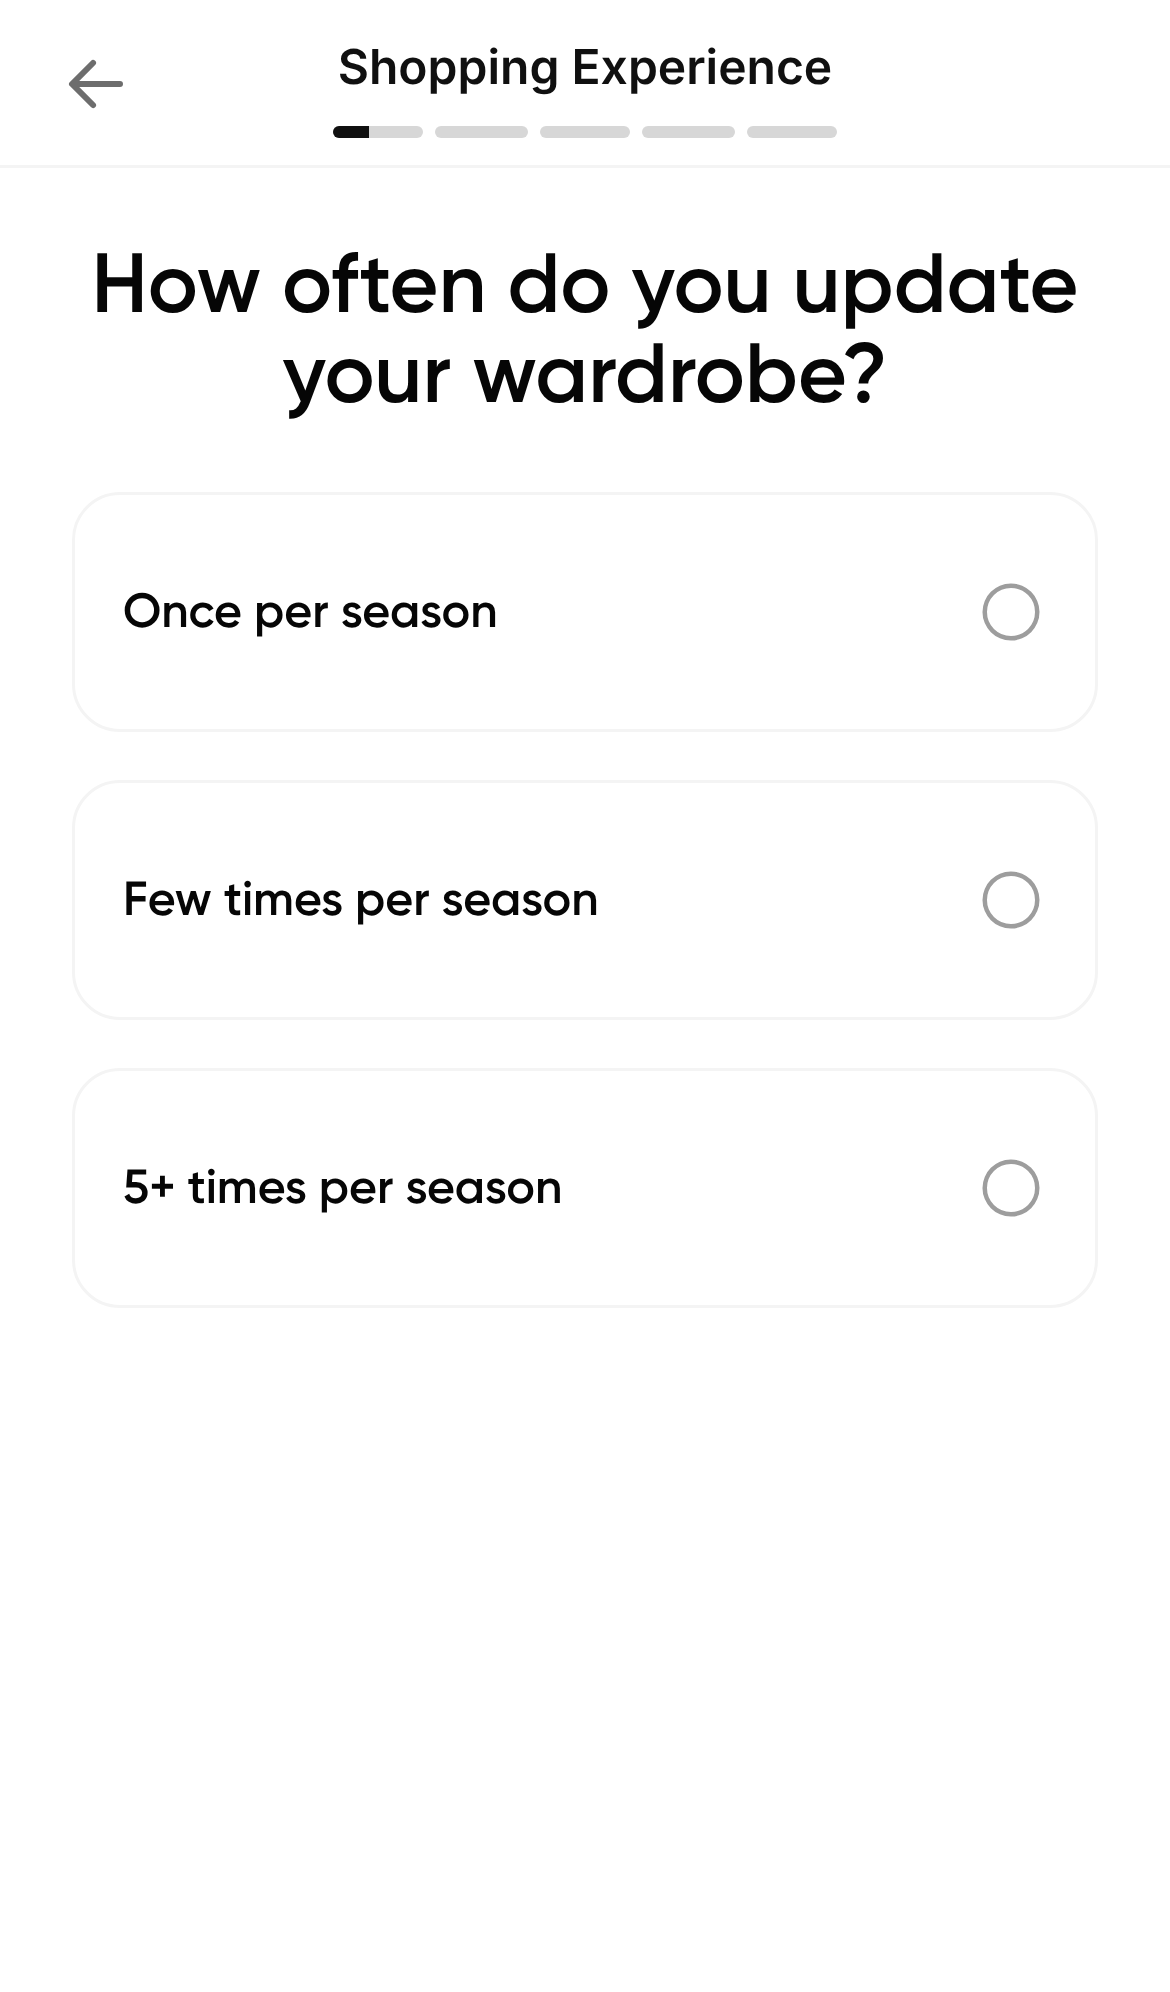 Shopping Experience
How often do you update
your wardrobe?
Once per season
Few times per season
5+ times per season